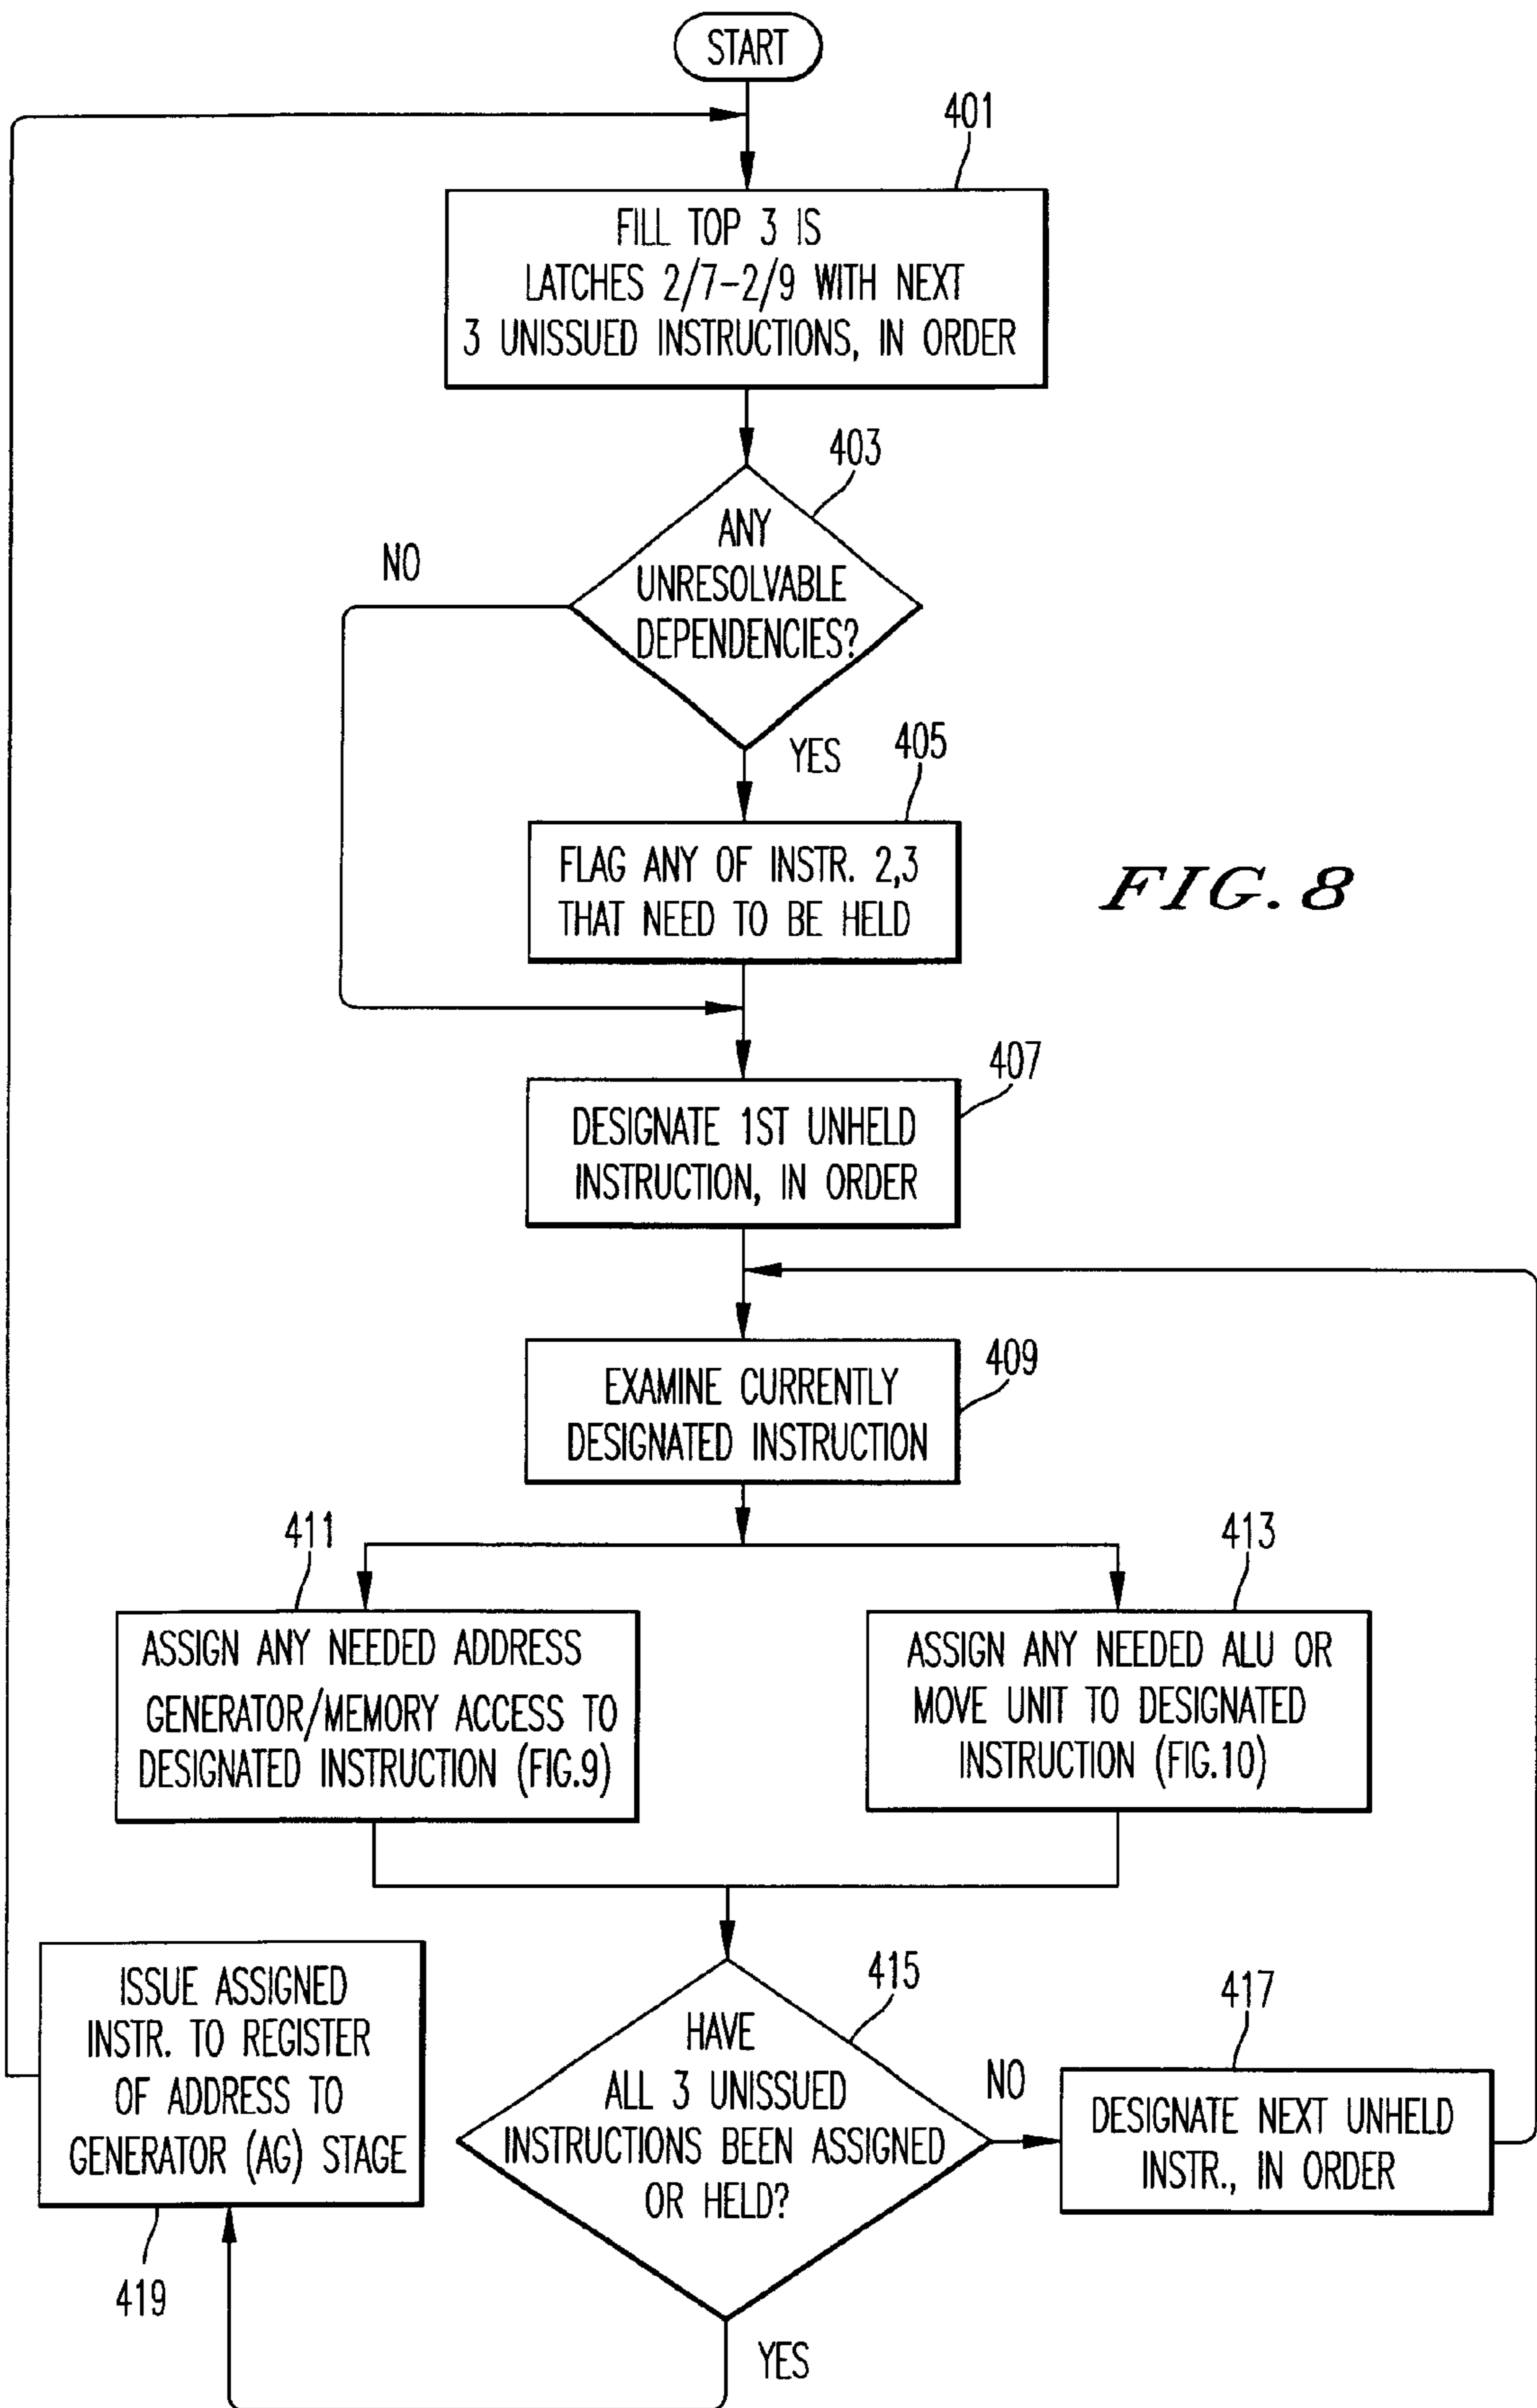 START
401
FILL TOP 3 IS
LATCHES 2/7-2/9 WITH NEXT
3 UNISSUED INSTRUCTIONS, IN ORDER
403
ANY
UNRESOLVABLE
DEPENDENCIES?
NO
YES
405
FLAG ANY OF INSTR. 2,3
THAT NEED TO BE HELD
FIG. 8
407
DESIGNATE 1ST UNHELD
INSTRUCTION, IN ORDER
409
EXAMINE CURRENTLY
DESIGNATED INSTRUCTION
411
ASSIGN ANY NEEDED ADDRESS
GENERATOR/MEMORY ACCESS TO
DESIGNATED INSTRUCTION (FIG.9)
413
ASSIGN ANY NEEDED ALU OR
MOVE UNIT TO DESIGNATED
INSTRUCTION (FIG.10)
415
HAVE
ALL 3 UNISSUED
INSTRUCTIONS BEEN ASSIGNED
OR HELD?
NO
417
DESIGNATE NEXT UNHELD
INSTR., IN ORDER
YES
ISSUE ASSIGNED
INSTR. TO REGISTER
OF ADDRESS TO
GENERATOR (AG) STAGE
419